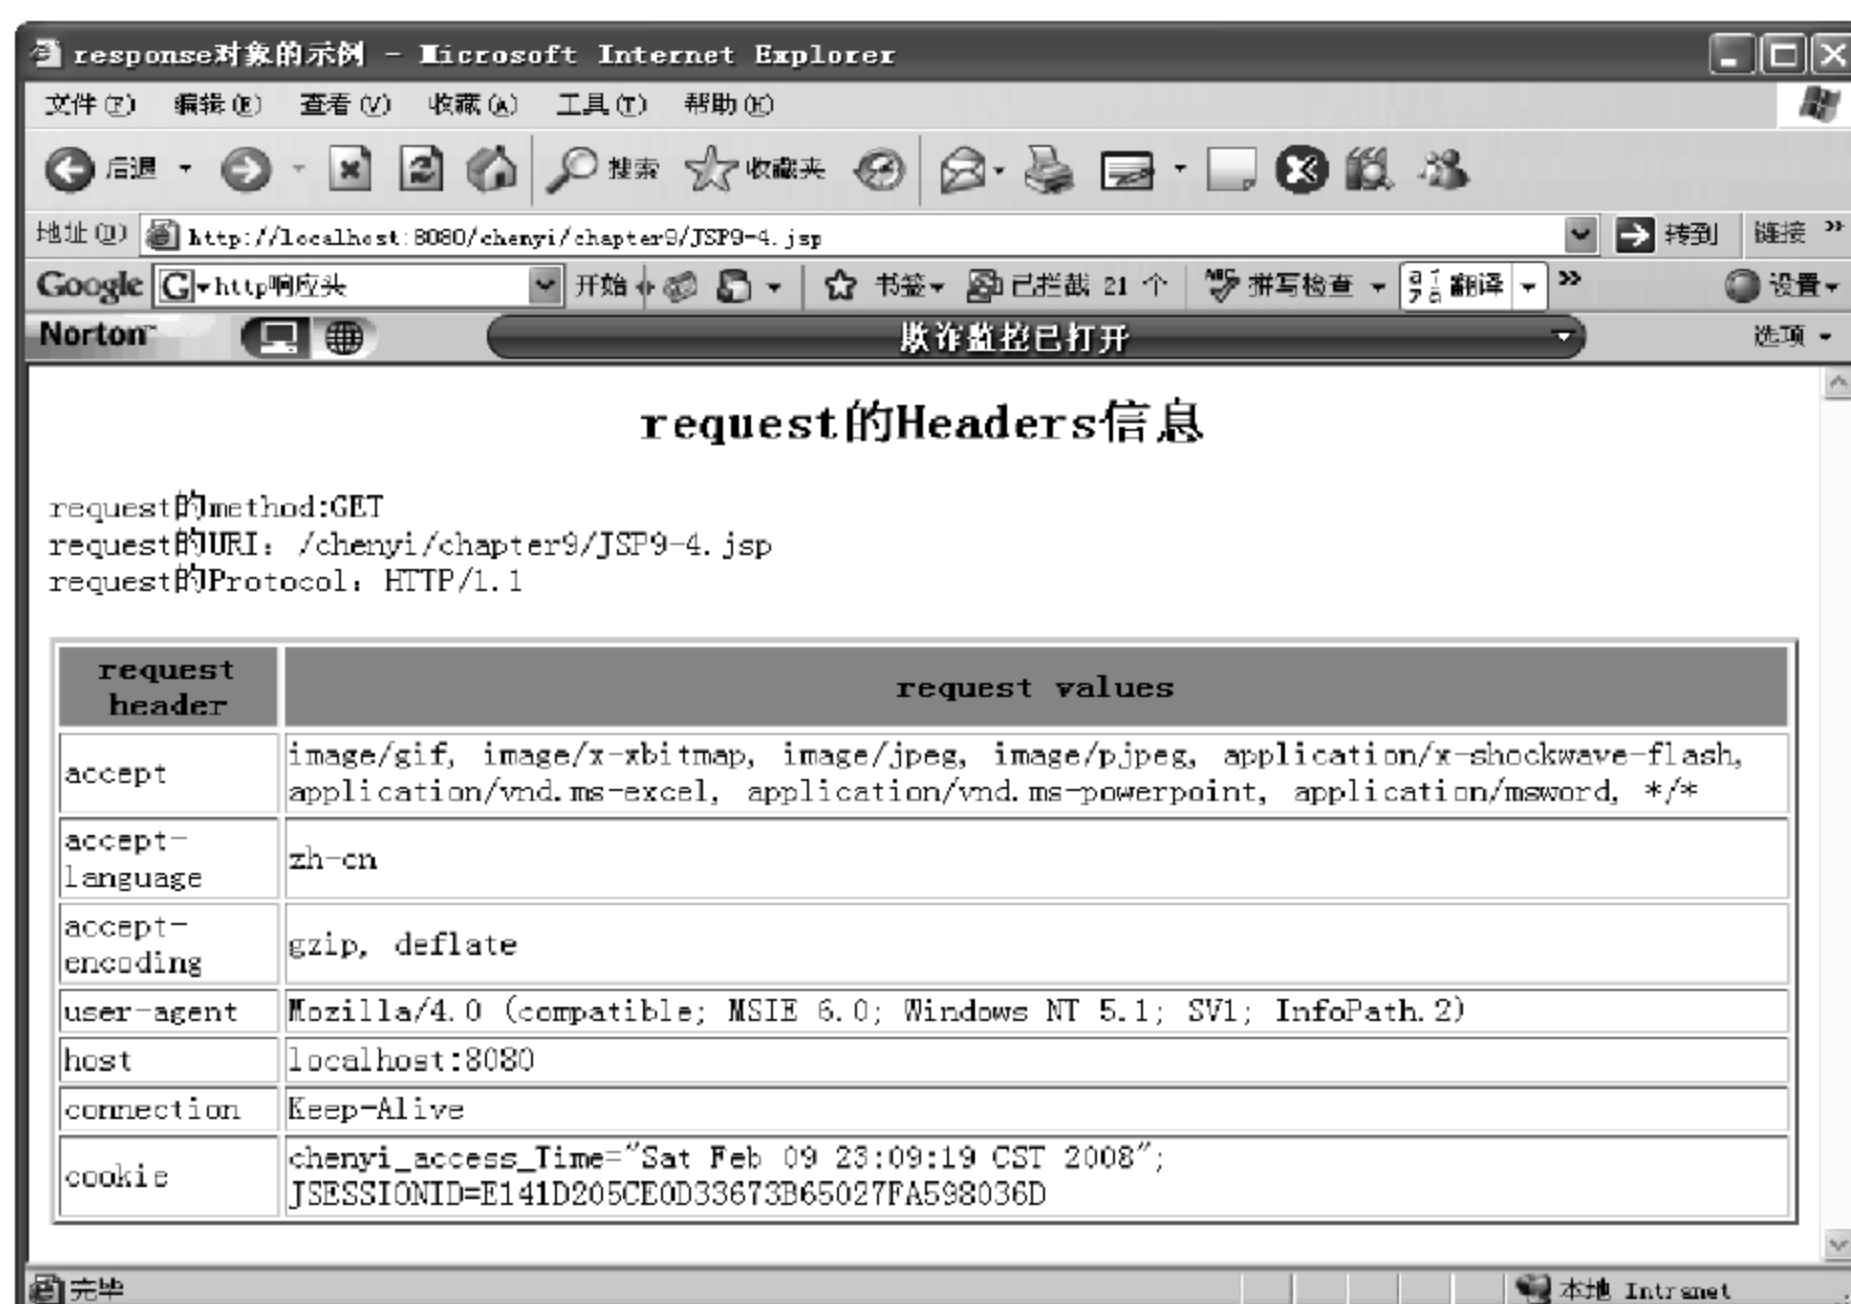 response对象的示例 - Microsoft Internet Explorer
文件(F) 编辑(E) 查看(V) 收藏(A) 工具(T) 帮助(H)
后退 搜索 收藏夹
地址(D) http://localhost:8080/chenyi/chapter9/JSP9-4.jsp 转到 链接 »
Google G http响应头 开始 书签 已拦截 21 个 拼写检查 翻译 » 设置
Norton 欺诈监控已打开 选项
request的Headers信息
request的method:GET
request的URI: /chenyi/chapter9/JSP9-4.jsp
request的Protocol: HTTP/1.1
request
header
request values
accept
image/gif, image/x-xbitmap, image/jpeg, image/pjpeg, application/x-shockwave-flash,
application/vnd.ms-excel, application/vnd.ms-powerpoint, application/msword, */*
accept-
language
zh-cn
accept-
encoding
gzip, deflate
user-agent
Mozilla/4.0 (compatible; MSIE 6.0; Windows NT 5.1; SV1; InfoPath.2)
host
localhost:8080
connection
Keep-Alive
cookie
chenyi_access_Time="Sat Feb 09 23:09:19 CST 2008";
JSESSIONID=E141D205CE0D33673B65027FA598036D
完毕 本地 Intranet